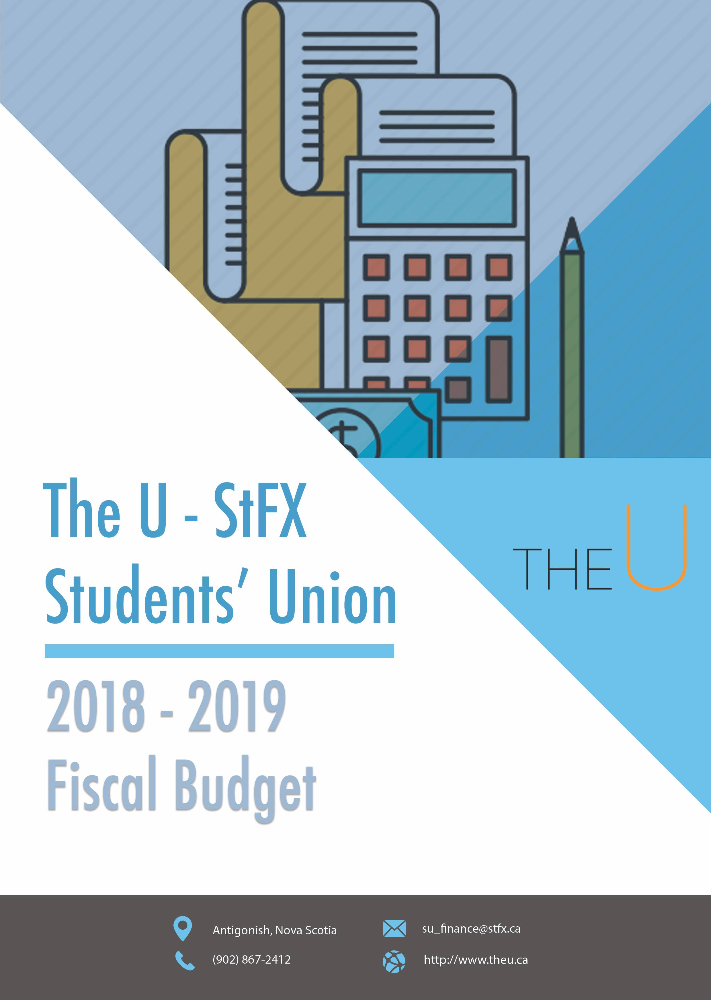 The U - StFX
Students’ Union
THE U
2018 - 2019
Fiscal Budget
Antigonish, Nova Scotia
su_finance@stfx.ca
(902) 867-2412
http://www.theu.ca